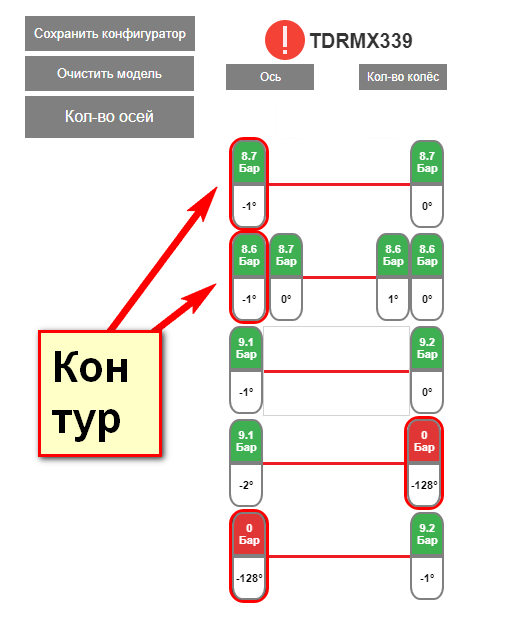 Сохранить конфигуратор
Очистить модель
Кол-во осей
TDRMX339
Ось
Кол-во колёс
8.7
Бар
-1°
8.7
Бар
0°
8.6
Бар
-1°
8.7
Бар
0°
8.6
Бар
1°
8.6
Бар
0°
9.1
Бар
-1°
9.2
Бар
0°
9.1
Бар
-2°
0
Бар
-128°
0
Бар
-128°
9.2
Бар
-1°
Кон
тур